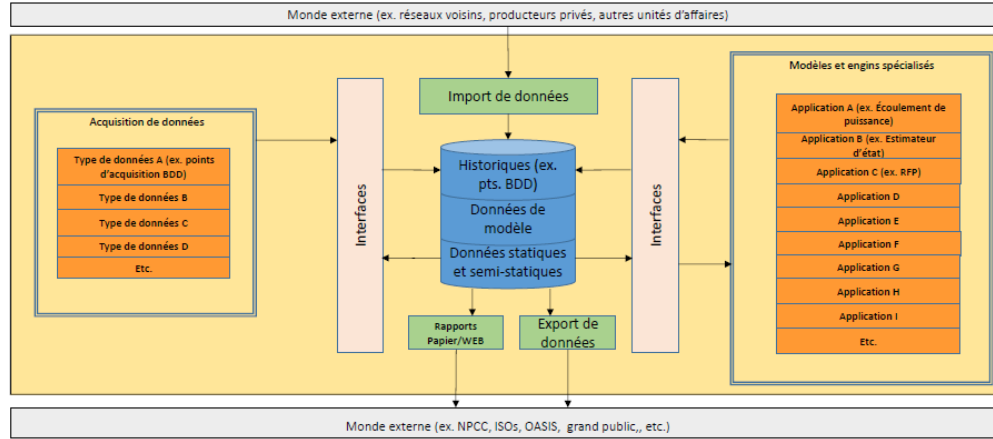 Monde externe (ex. réseaux voisins, producteurs privés, autres unités d'affaires)
Acquisition de données
Type de données A (ex. points
d'acquisition BDD)
Type de données B
Type de données C
Type de données D
Etc.
Interfaces
Import de données
Historiques (ex.
pts. BDD)
Données de
modèle
Données statiques
et semi-statiques
Rapports
Papier/WEB
Export de
données
Interfaces
Modèles et engins spécialisés
Application A (ex. Écoulement de
puissance)
Application B (ex. Estimateur
d'état)
Application C (ex. RFP)
Application D
Application E
Application F
Application G
Application H
Application I
Etc.
Monde externe (ex. NPCC, ISOs, OASIS, grand public,, etc.)